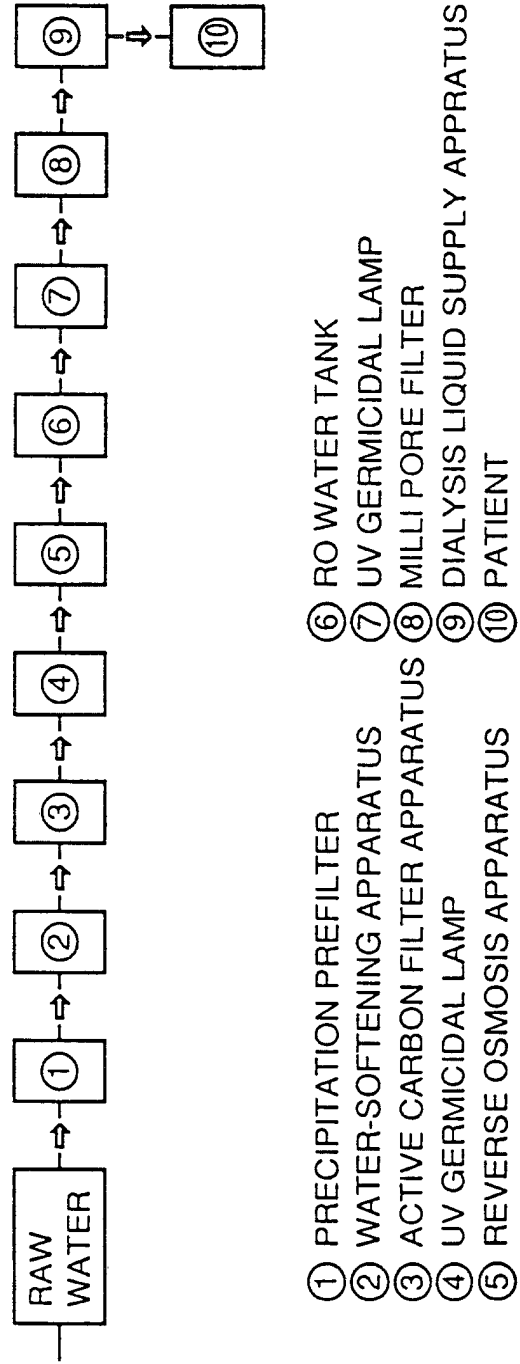 RAW
WATER
① ② ③ ④ ⑤ ⑥ ⑦ ⑧ ⑨
⑩
① PRECIPITATION PREFILTER
② WATER-SOFTENING APPARATUS
③ ACTIVE CARBON FILTER APPARATUS
④ UV GERMICIDAL LAMP
⑤ REVERSE OSMOSIS APPARATUS
⑥ RO WATER TANK
⑦ UV GERMICIDAL LAMP
⑧ MILLI PORE FILTER
⑨ DIALYSIS LIQUID SUPPLY APPRATUS
⑩ PATIENT